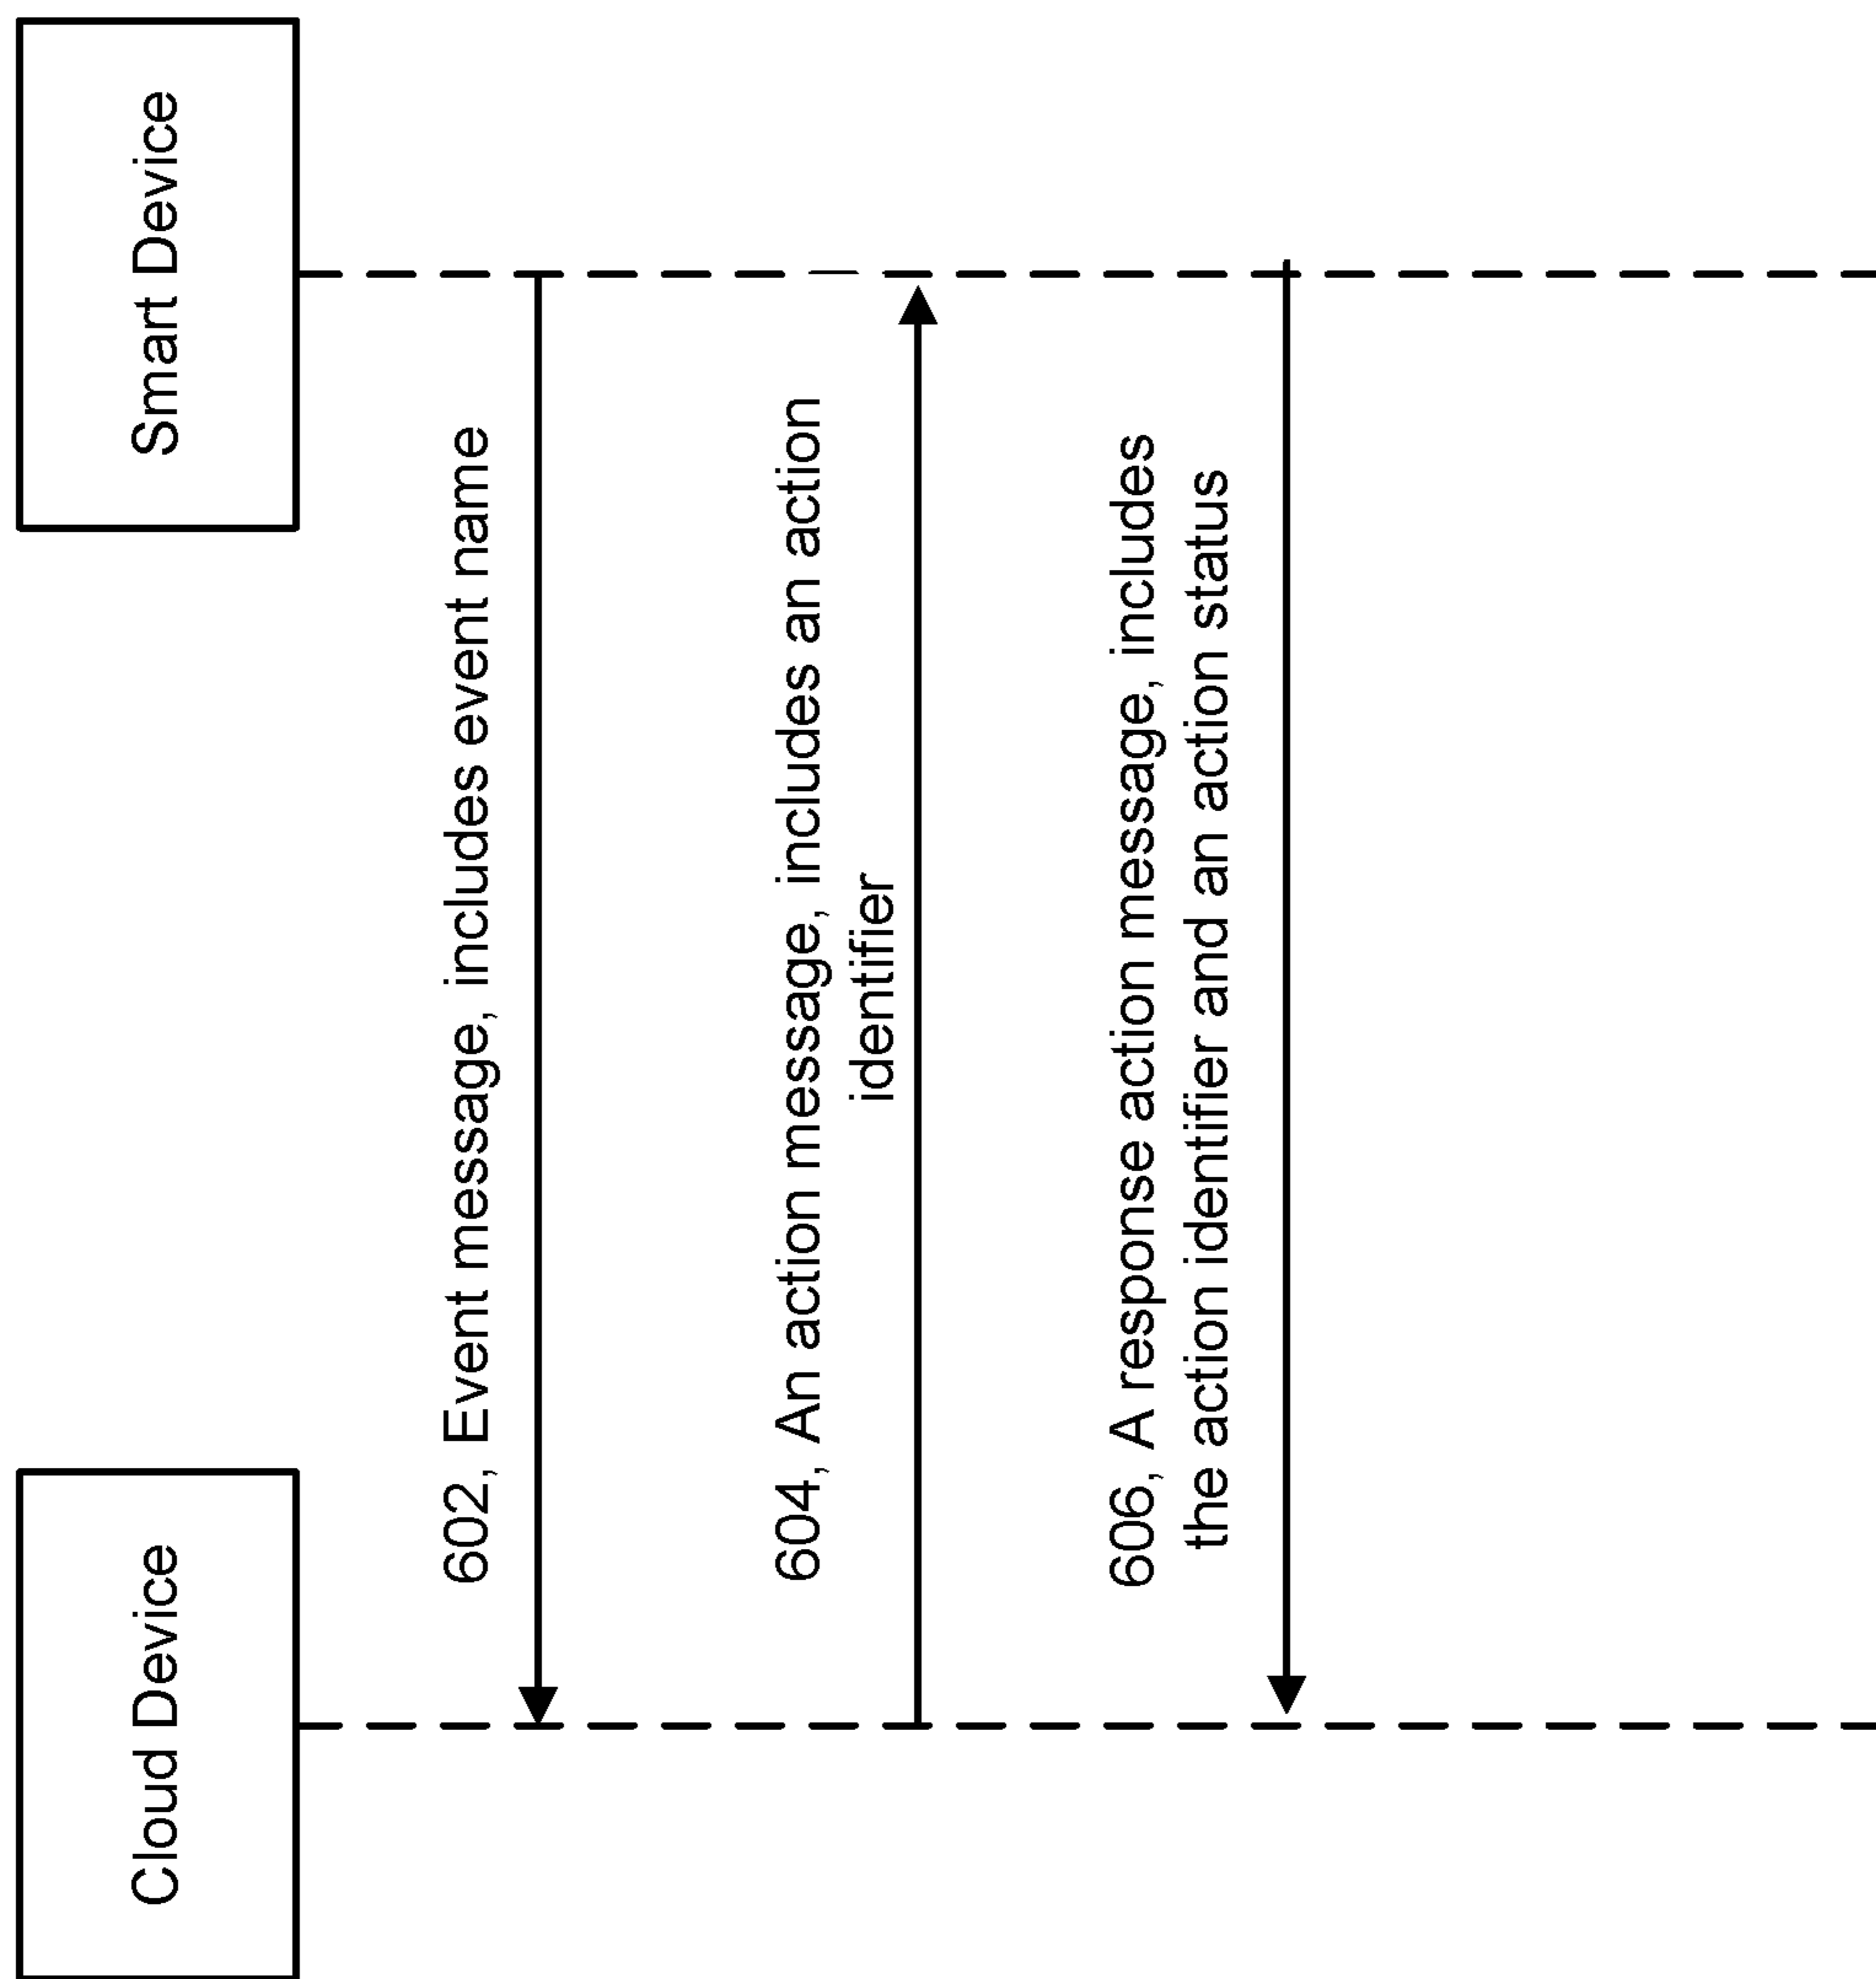 Cloud Device
Smart Device
602, Event message, includes event name
604, An action message, includes an action
identifier
606, A response action message, includes
the action identifier and an action status